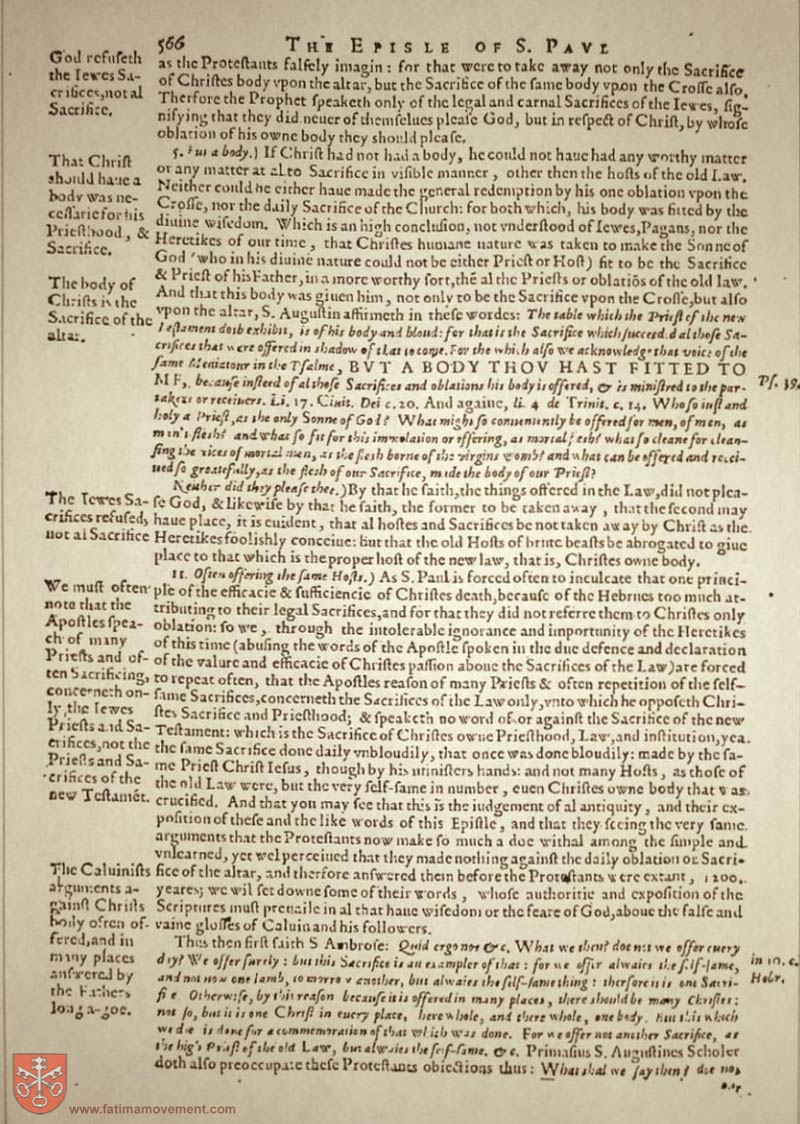 566
THE EPISLE OF S. PAVL
God refuſeth
the Iewes Sa-
crifices, not al
Sacrifice.
That Chriſt
should haue a
body was ne-
ceſſarie for his
Prieſthood, &
Sacrifice.
The body of
Chriſts is the
Sacrifice of the
altar.
The Iewes Sa-
crifices refuſed,
not al Sacrifice
We muſt often
note that the
Apoſtles ſpea-
ch of many
Prieſts and of-
ten Sacrificing,
concerneth on-
ly, the Iewes
Prieſts and Sa-
crifices, not the
Prieſts and Sa-
crifices of the
new Teſtamēt.
The Caluiniſts
arguments a-
gainſt Chriſts
body often of-
fered, and in
many places
anſwered by
the Fathers
long a-goe.
as the Proteſtants falſely imagin: for that were to take away not only the Sacrifice
of Chriſtes body vpon the altar, but the Sacrifice of the ſame body vpon the Croſſe alſo.
Therfore the Prophet ſpeaketh only of the legal and carnal Sacrifices of the Iewes, ſig-
nifying that they did neuer of themſelues pleaſe God, but in reſpect of Chriſt, by whoſe
oblation of his owne body they should pleaſe.
5. But a body.) If Chriſt had not had a body, he could not haue had any worthy matter
or any matter at al to Sacrifice in viſible manner, other then the hoſts of the old Law.
Neither could he either haue made the general redemption by his one oblation vpon the
Croſſe, nor the daily Sacrifice of the Church: for both which, his body was fitted by the
diuine wiſedom. Which is an high concluſion, not vnderſtood of Iewes, Pagans, nor the
Heretikes of our time, that Chriſtes humane nature was taken to make the Sonne of
God (who in his diuine nature could not be either Prieſt or Hoſt) fit to be the Sacrifice
& Prieſt of his Father, in a more worthy ſort, thē al the Prieſts or oblatiōs of the old law.
And that this body was giuen him, not only to be the Sacrifice vpon the Croſſe, but alſo
vpon the altar, S. Auguſtin affirmeth in theſe wordes: The table which the Prieſt of the new
Teſtament doth exhibit, is of his body and bloud: for that is the Sacrifice which ſucceeded al thoſe Sa-
crifices that were offered in shadow of that to come. For the which alſo we acknowledge that voice of the
ſame Mediatour in the Pſalme, BVT A BODY THOV HAST FITTED TO
ME, becauſe inſteed of al thoſe Sacrifices and oblations his body is offered, & is miniſtred to the par-
takers or receiuers. Li. 17. Ciuit. Dei c. 20. And againe, li. 4 de Trinit. c. 14. Who ſo iuſt and
holy a Prieſt, as the only Sonne of God? What might ſo conueniently be offered for men, of men, as
man's fleſh? and what ſo fit for this immolation or offering, as mortal fleſh? what ſo cleane for clean-
ſing the vices of mortal men, as the flesh borne of the virgins womb? and what can be offered and recei-
ued ſo gratefully, as the flesh of our Sacrifice, made the body of our Prieſt?
Neither did they pleaſe thee.) By that he ſaith, the things offered in the Law, did not plea-
ſe God, & likewiſe by that he ſaith, the former to be taken away, that the ſecond may
haue place, it is euident, that al hoſtes and Sacrifices be not taken away by Chriſt as the
Heretikes foolishly conceiue: but that the old Hoſts of brute beaſts be abrogated to giue
place to that which is the proper hoſt of the new law, that is, Chriſtes owne body.
11. Often offering the ſame Hoſts.) As S. Paul is forced often to inculcate that one princi-
ple of the efficacie & ſufficiencie of Chriſtes death, becauſe of the Hebrues too much at-
tributing to their legal Sacrifices, and for that they did not referre them to Chriſtes only
oblation: ſo we, through the intolerable ignorance and importunity of the Heretikes
of this time (abuſing the words of the Apoſtle ſpoken in the due defence and declaration
of the valure and efficacie of Chriſtes paſſion aboue the Sacrifices of the Law) are forced
to repeat often, that the Apoſtles reaſon of many Prieſts & often repetition of the ſelf-
ſame Sacrifices, concerneth the Sacrifices of the Law only, vnto which he oppoſeth Chri-
ſtes Sacrifice and Prieſthood; & ſpeaketh no word of or againſt the Sacrifice of the new
Teſtament: which is the Sacrifice of Chriſtes owne Prieſthood, Law, and inſtitution, yea
the ſame Sacrifice done daily vnbloudily, that once was done bloudily: made by the ſa-
me Prieſt Chriſt Ieſus, though by his miniſters hands: and not many Hoſts, as thoſe of
the old Law were, but the very ſelf-ſame in number, euen Chriſtes owne body that was
crucified. And that you may ſee that this is the iudgement of al antiquity, and their ex-
poſition of theſe and the like words of this Epiſtle, and that they ſeeing the very ſame
arguments that the Proteſtants now make ſo much a doe withal among the ſimple and
vnlearned, yet wel perceiued that they made nothing againſt the daily oblation or Sacri-
fice of the altar, and therfore anſwered them before the Proteſtants were extant, 1200.
yeares; we wil ſet downe ſome of their words, whoſe authoritie and expoſition of the
Scriptures muſt preuaile in al that haue wiſedom or the feare of God, aboue the falſe and
vaine gloſſes of Caluin and his followers.
Thus then firſt ſaith S Ambroſe: Quid ergo nos &c. What we then? doe not we offer euery
day? We offer ſurely: but this Sacrifice is an exampler of that: for we offer alwaies the ſelf-ſame,
and not now one lamb, to morrow another, but alwaies the ſelf-ſame thing: therfore it is one Sacri-
fice. Otherwiſe, by this reaſon becauſe it is offered in many places, there should be many Chriſtes:
not ſo, but it is one Chriſt in euery place, here whole, and there whole, one body. But this which
we doe is done for a commemoration of that which was done. For we offer not another Sacrifice, as
the high Prieſt of the old Law, but alwaies the ſelf-ſame. &c. Primaſius S. Auguſtines Scholer
doth alſo preoccupate theſe Proteſtants obiections thus: What shal we ſay then? doe not
our
Pſ. 39.
in 10. c.
Hebr.
www.fatimamovement.com